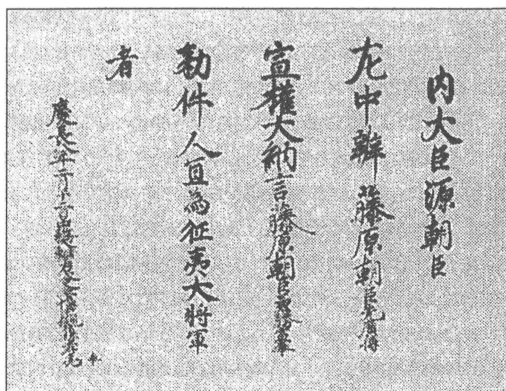 内大臣源朝臣
左中辨藤原朝臣光廣傳
宣權大納言藤原朝臣兼勝宣奉
勅件人宜為征夷大將軍
者
慶長年二月十二日 奉